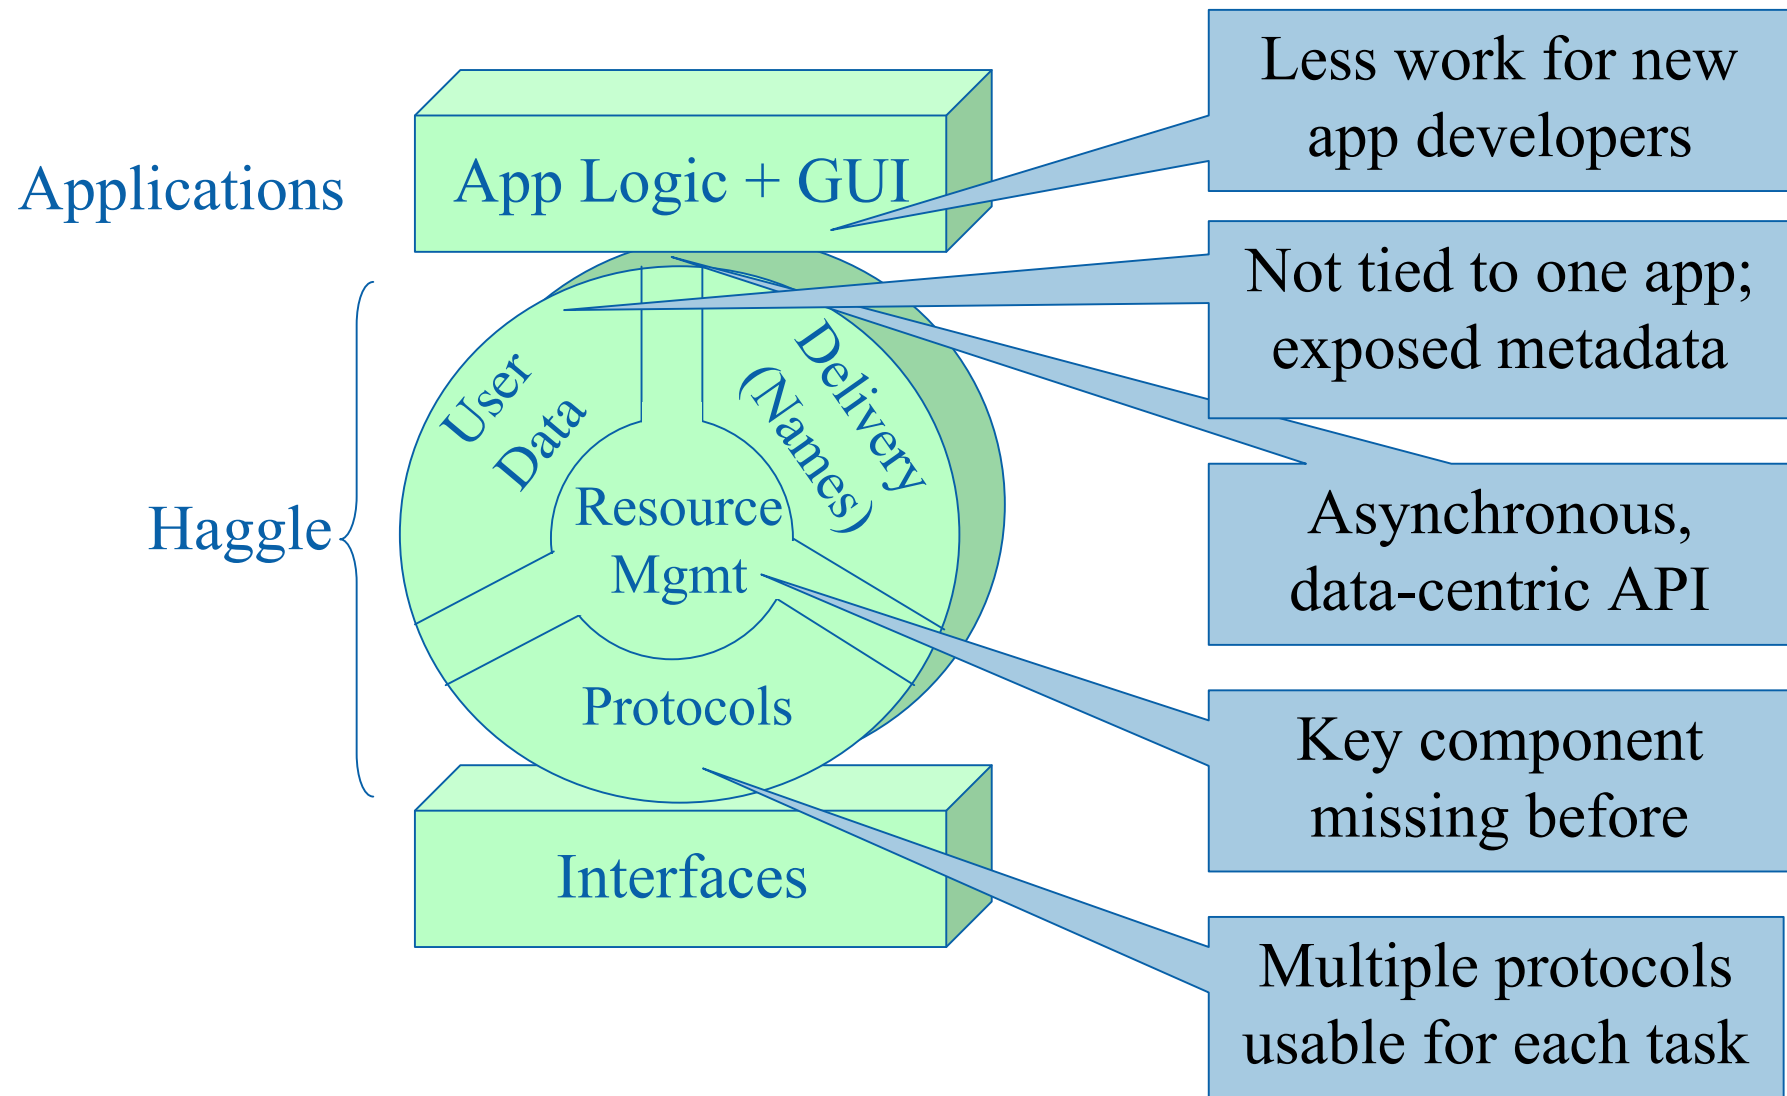 Applications
App Logic + GUI
Haggle
User
Data
Delivery
(Names)
Resource
Mgmt
Protocols
Interfaces
Less work for new
app developers
Not tied to one app;
exposed metadata
Asynchronous,
data-centric API
Key component
missing before
Multiple protocols
usable for each task